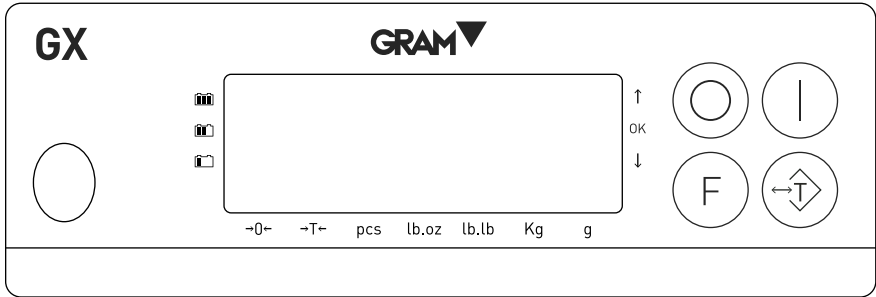 GX
GRAM
↑
OK
↓
F
↔T
→0← →T← pcs lb.oz lb.lb Kg g